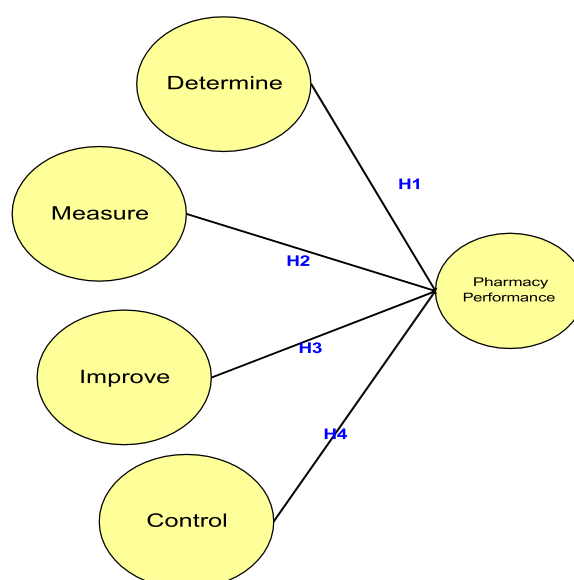 Determine
H1
Measure
H2
Pharmacy
Performance
H3
Improve
H4
Control